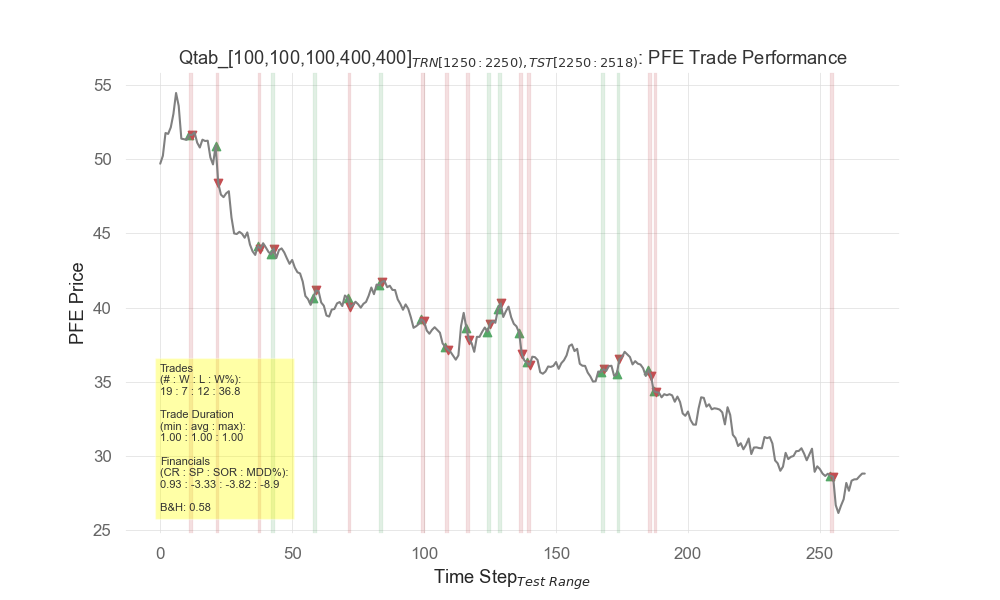 Qtab_[100,100,100,400,400]TRN[1250:2250),TST[2250:2518): PFE Trade Performance
55
50
45
40
35
30
25
PFE Price
Trades
(# : W : L : W%):
19 : 7 : 12 : 36.8
Trade Duration
(min : avg : max):
1.00 : 1.00 : 1.00
Financials
(CR : SP : SOR : MDD%):
0.93 : -3.33 : -3.82 : -8.9
B&H: 0.58
0 50 100 150 200 250
Time Step Test Range